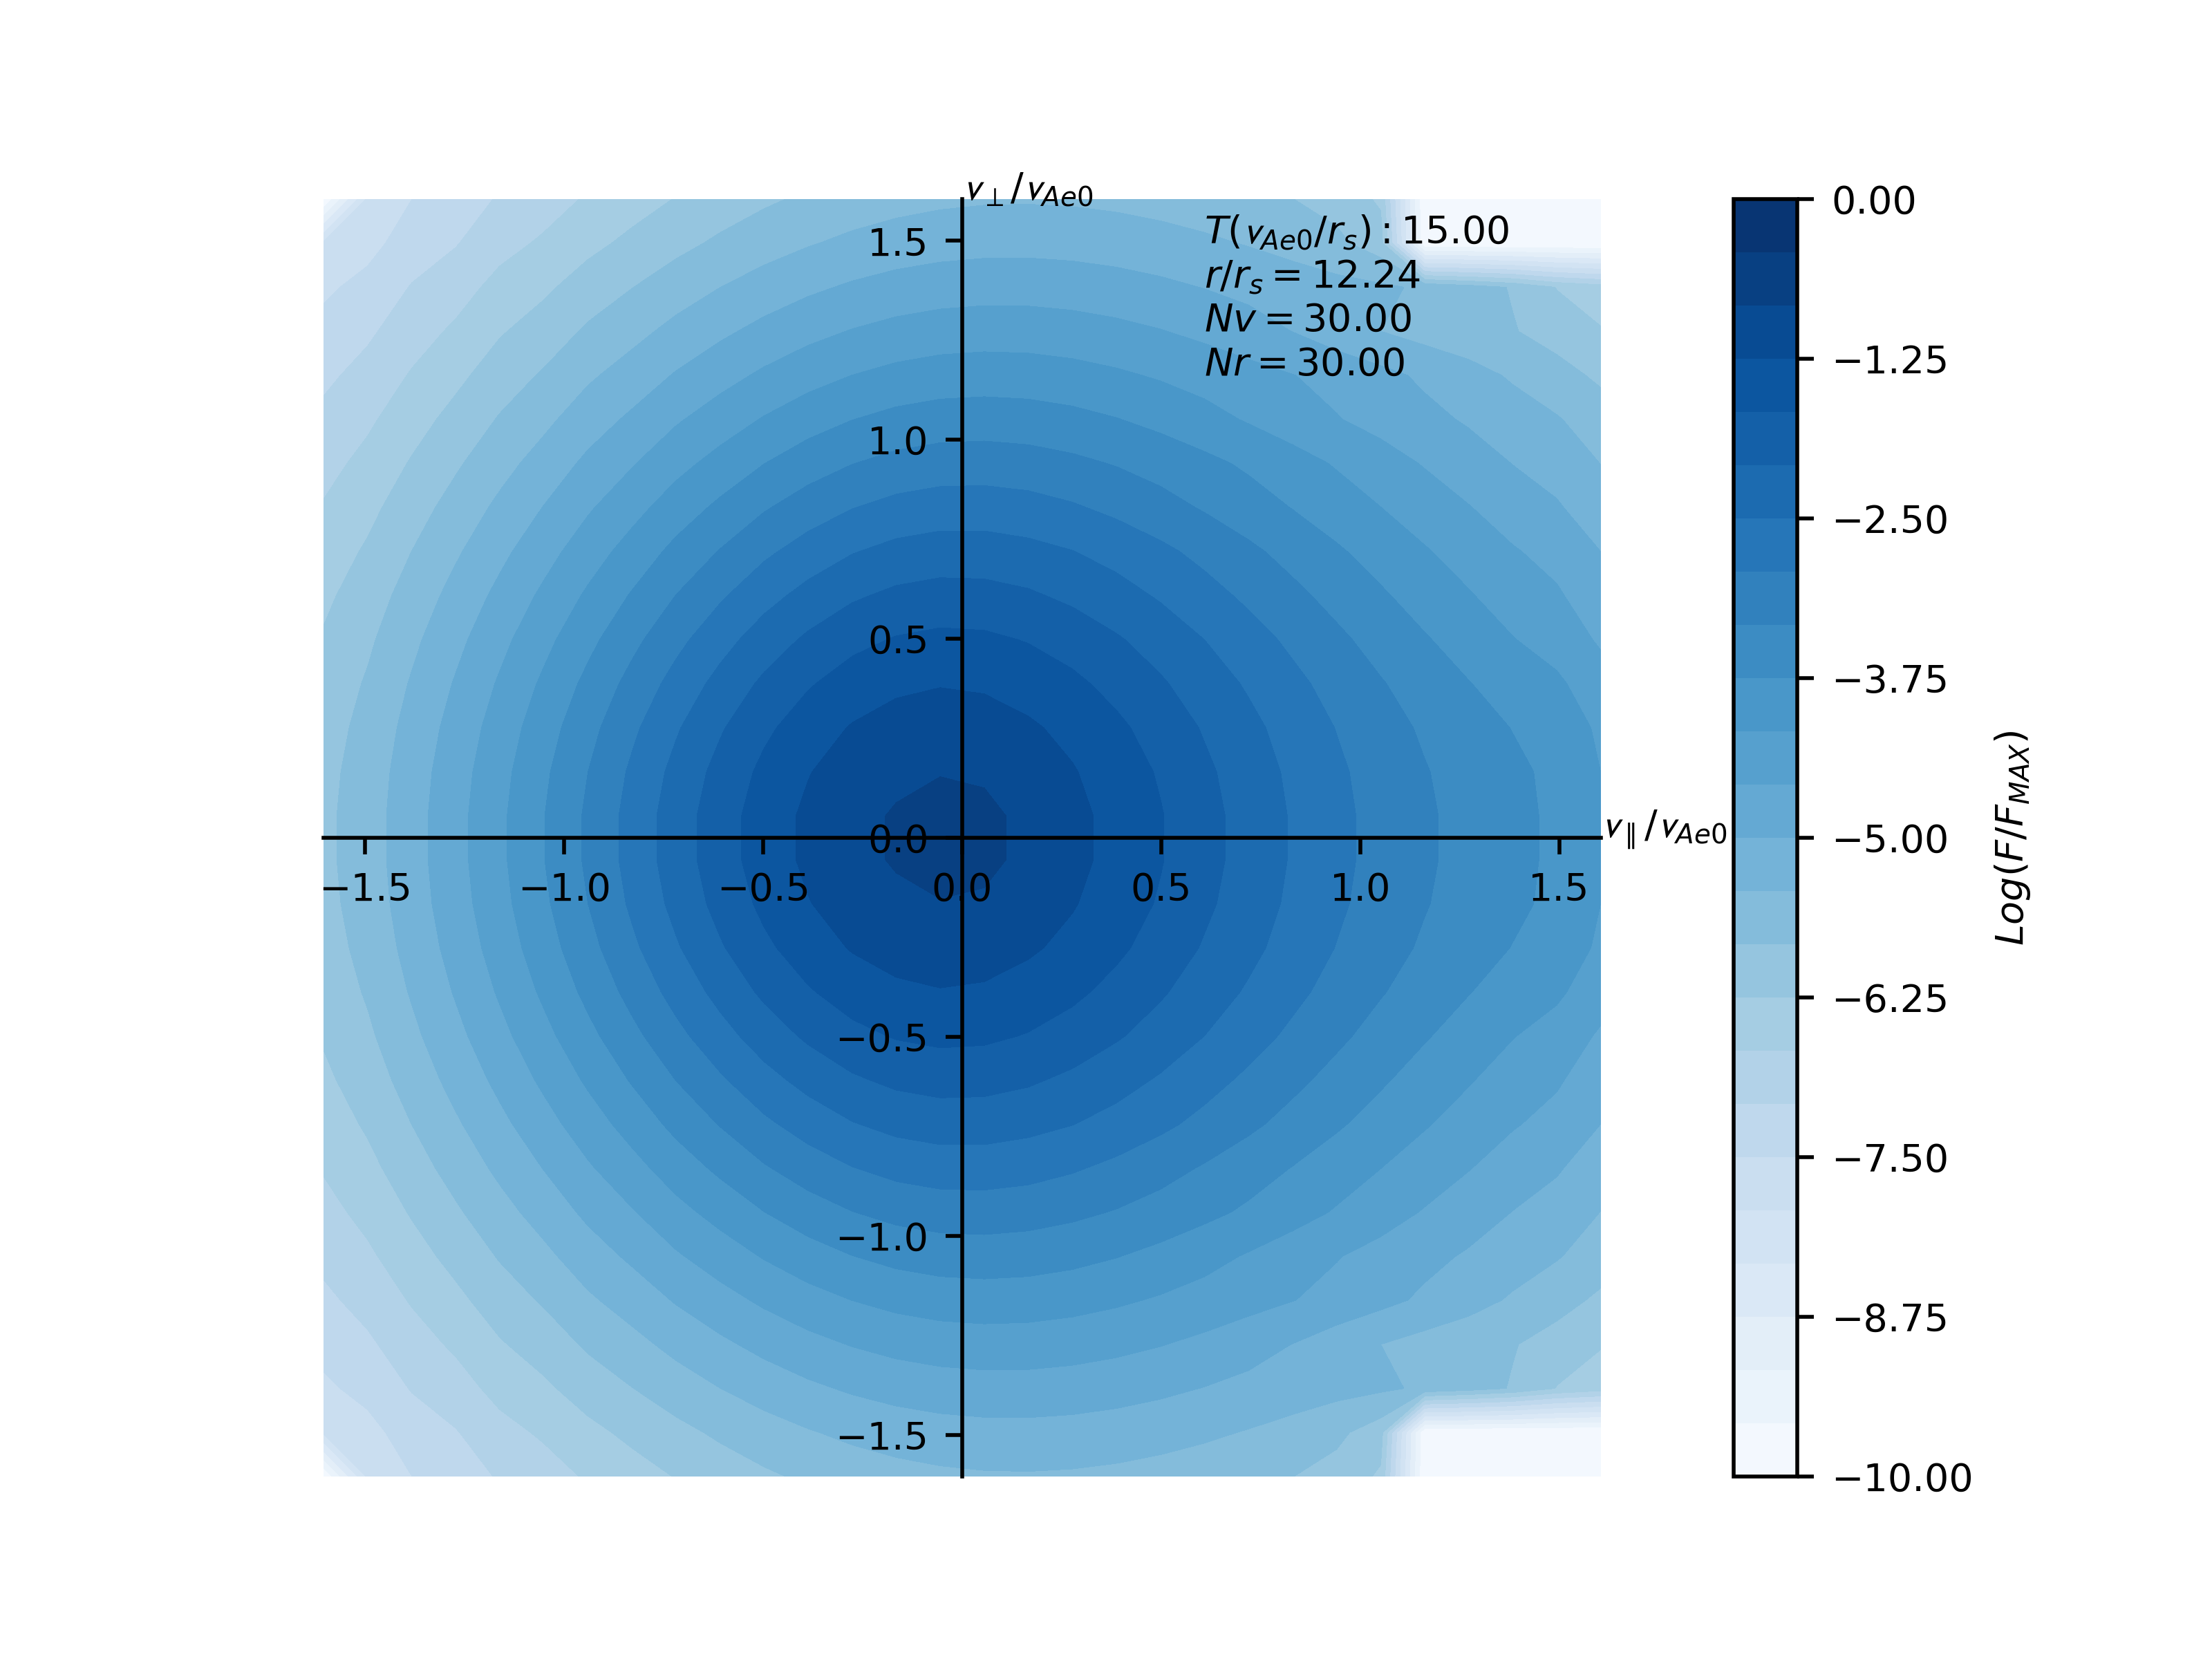 v⊥/vAe0
T(vAe0/rs) : 15.00
r/rs = 12.24
Nv = 30.00
Nr = 30.00
1.5
1.0
0.5
0.0
−0.5
−1.0
−1.5
−1.5 −1.0 −0.5 0.0 0.5 1.0 1.5
v∥/vAe0
0.00
−1.25
−2.50
−3.75
−5.00
−6.25
−7.50
−8.75
−10.00
Log(F/FMAX)